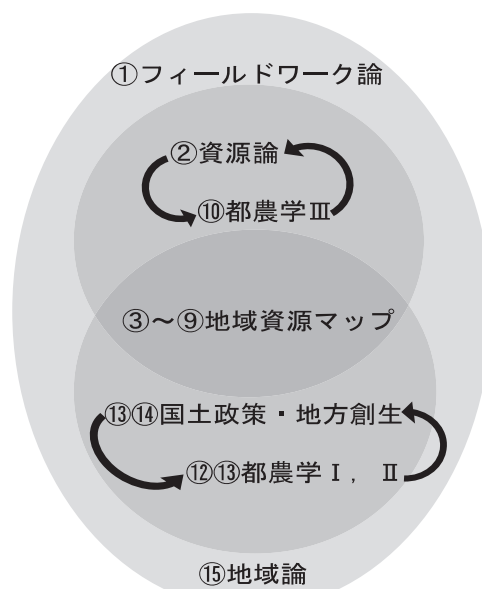 ①フィールドワーク論
②資源論
⑩都農学Ⅲ
③～⑨地域資源マップ
⑬⑭国土政策・地方創生
⑫⑬都農学Ⅰ，Ⅱ
⑮地域論